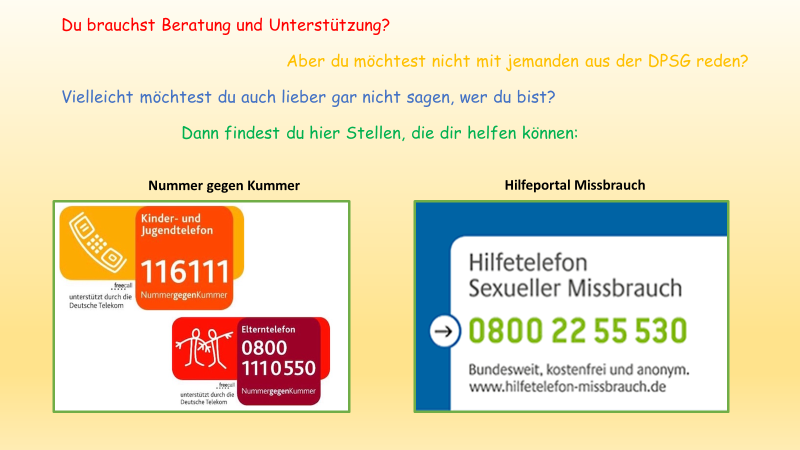 Du brauchst Beratung und Unterstützung?
Aber du möchtest nicht mit jemanden aus der DPSG reden?
Vielleicht möchtest du auch lieber gar nicht sagen, wer du bist?
Dann findest du hier Stellen, die dir helfen können:
Nummer gegen Kummer
Kinder- und
Jugendtelefon
116111
NummergegenKummer
freecall
unterstützt durch die
Deutsche Telekom
Elterntelefon
0800
1110550
NummergegenKummer
freecall
unterstützt durch die
Deutsche Telekom
Hilfeportal Missbrauch
Hilfetelefon
Sexueller Missbrauch
0800 22 55 530
Bundesweit, kostenfrei und anonym.
www.hilfetelefon-missbrauch.de